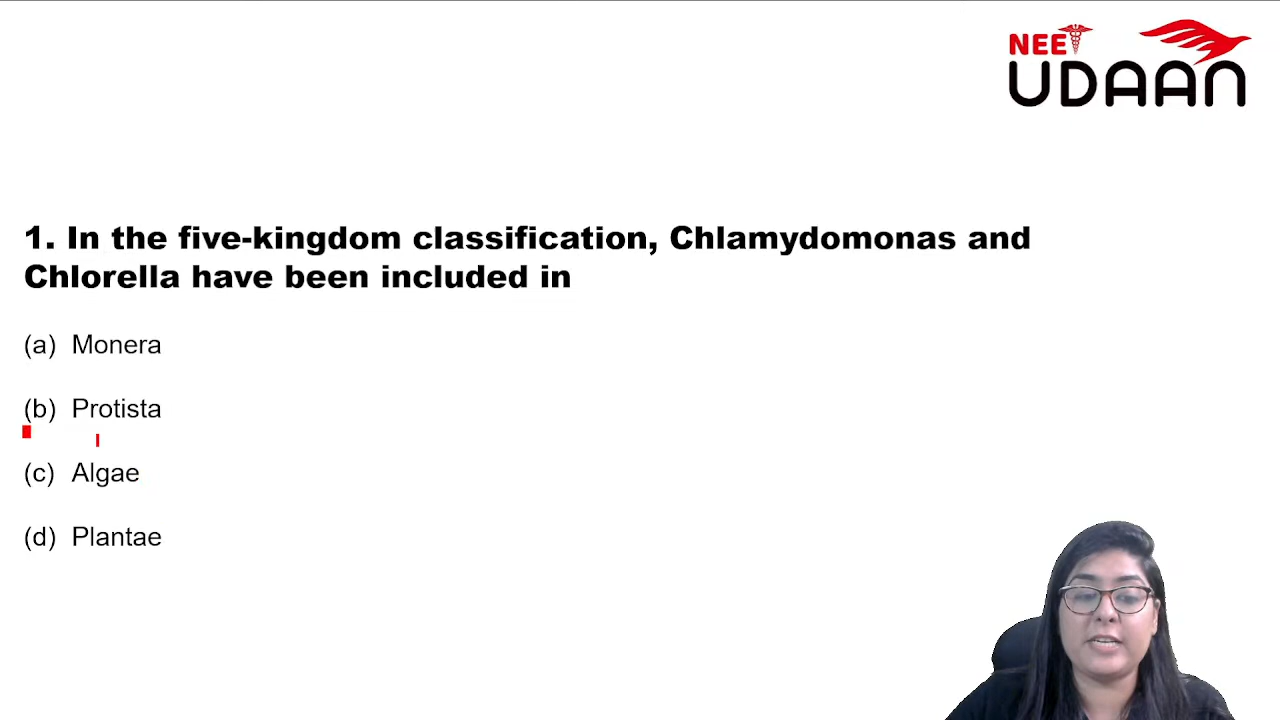 NEET
UDAAN
1. In the five-kingdom classification, Chlamydomonas and
Chlorella have been included in
(a) Monera
(b) Protista
(c) Algae
(d) Plantae